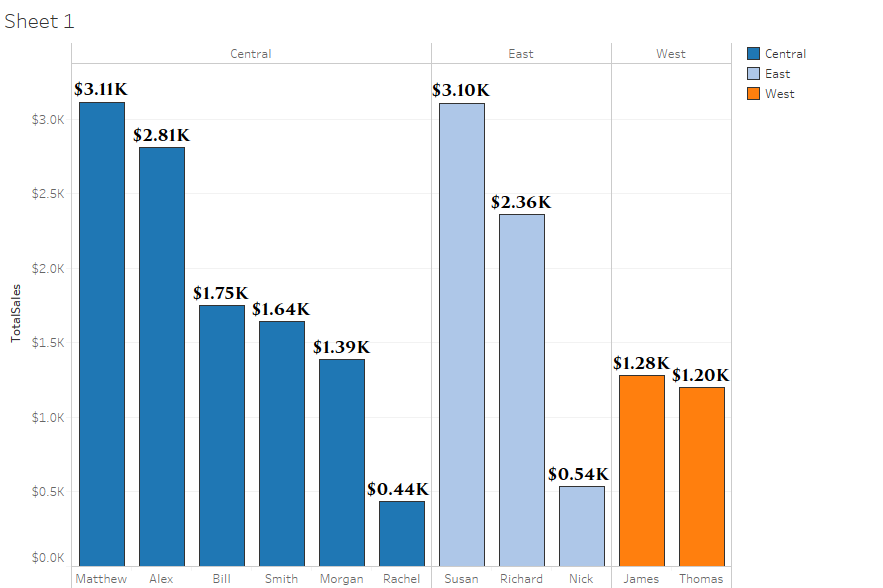 Sheet 1
Central East West
Central
East
West
$3.11K
$2.81K
$1.75K
$1.64K
$1.39K
$0.44K
$3.10K
$2.36K
$0.54K
$1.28K
$1.20K
TotalSales
$3.0K
$2.5K
$2.0K
$1.5K
$1.0K
$0.5K
$0.0K
Matthew Alex Bill Smith Morgan Rachel Susan Richard Nick James Thomas